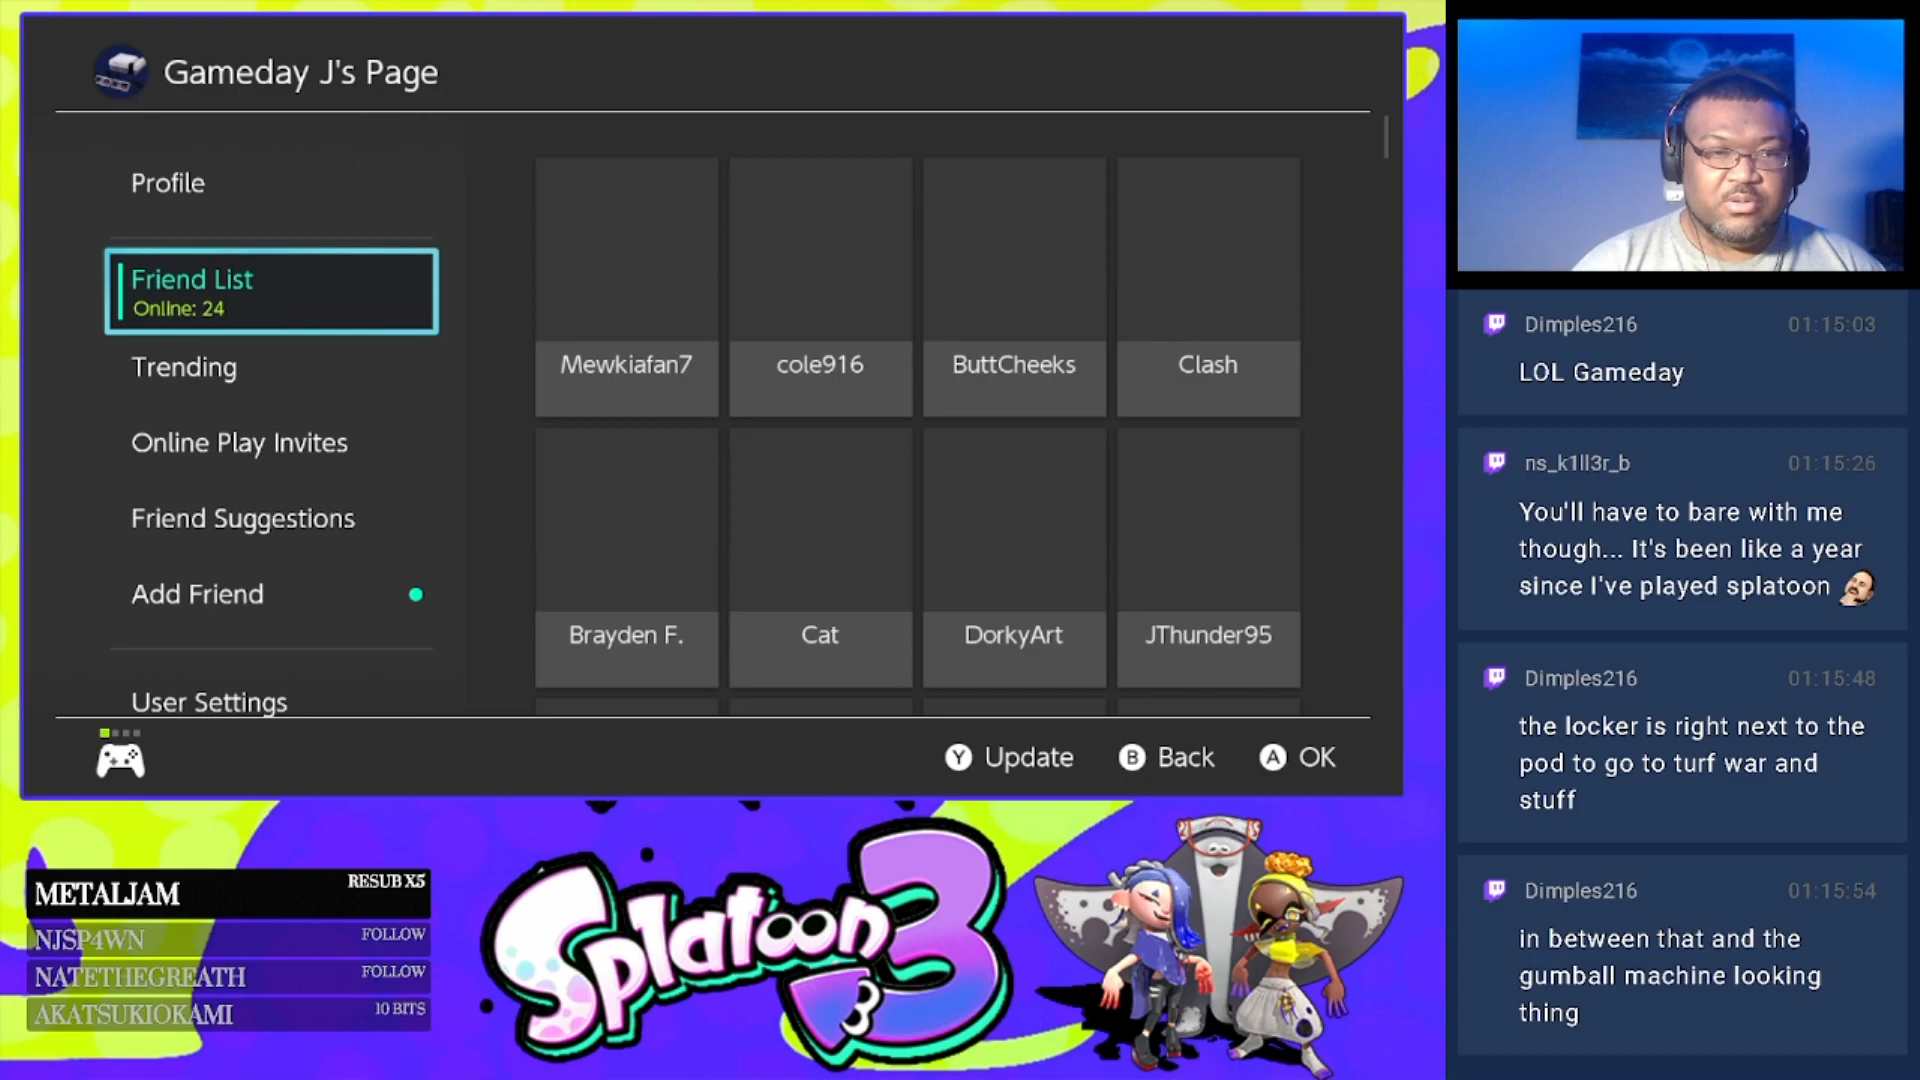 Gameday J's Page
Profile
Friend List
Online: 24
Trending
Online Play Invites
Friend Suggestions
Add Friend
User Settings
Mewkiafan7
cole916
ButtCheeks
Clash
Brayden F.
Cat
DorkyArt
JThunder95
Y Update
B Back
A OK
METALJAM RESUB X5
NJSP4WN FOLLOW
NATETHEGREATH FOLLOW
AKATSUKIOKAMI 10 BITS
Splatoon 3
Dimples216 01:15:03
LOL Gameday
ns_k1ll3r_b 01:15:26
You'll have to bare with me
though... It's been like a year
since I've played splatoon
Dimples216 01:15:48
the locker is right next to the
pod to go to turf war and
stuff
Dimples216 01:15:54
in between that and the
gumball machine looking
thing